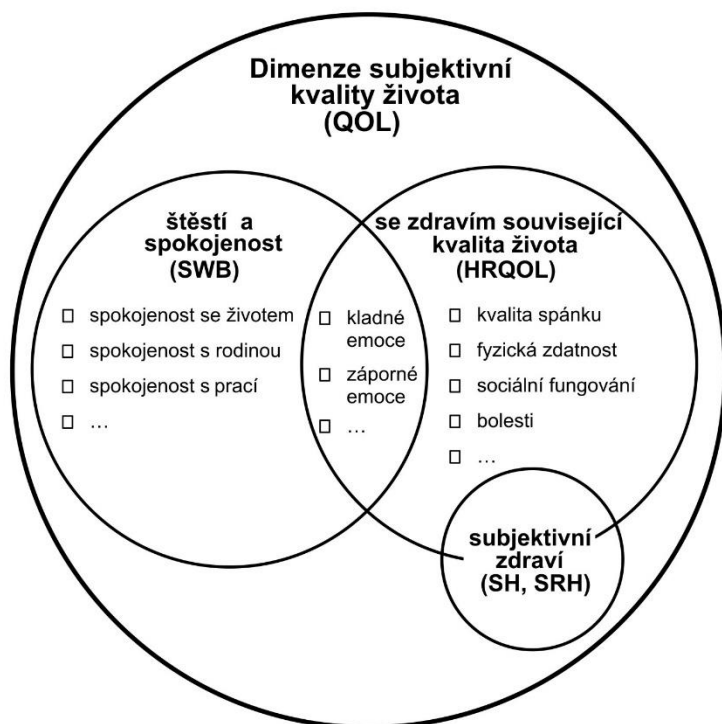 Dimenze subjektivní
kvality života
(QOL)
štěstí a
spokojenost
(SWB)
spokojenost se životem
spokojenost s rodinou
spokojenost s prací
…
kladné
emoce
záporné
emoce
…
se zdravím související
kvalita života
(HRQOL)
kvalita spánku
fyzická zdatnost
sociální fungování
bolesti
…
subjektivní
zdraví
(SH, SRH)